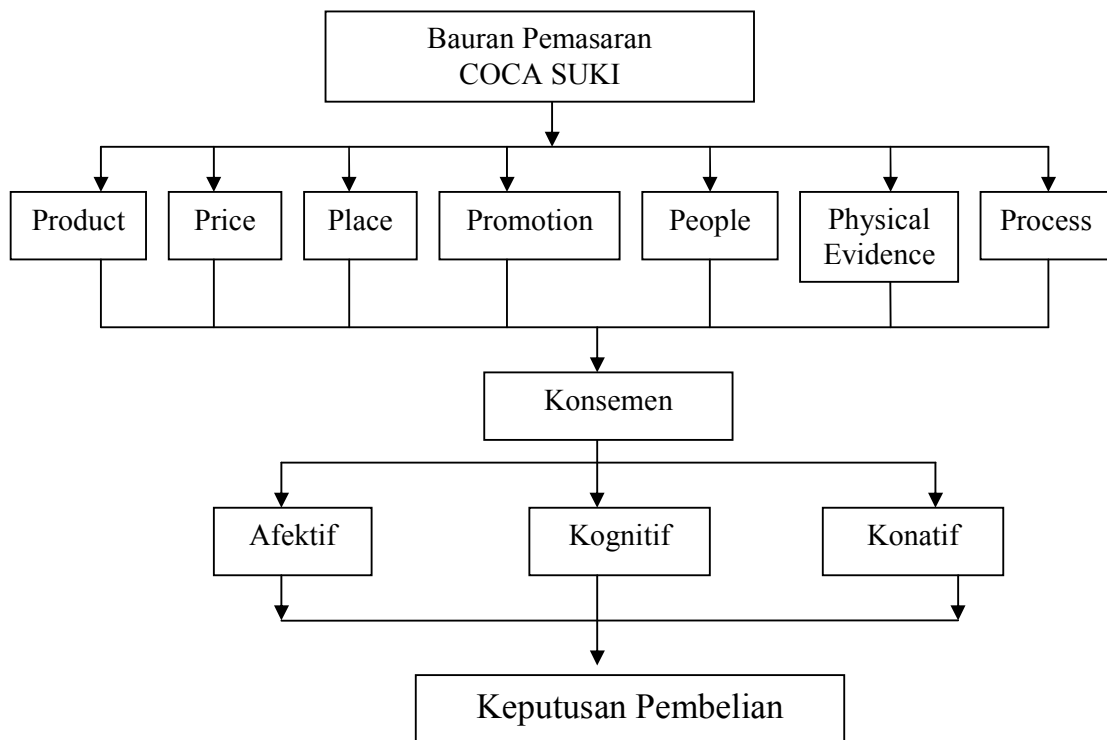 Bauran Pemasaran
COCA SUKI
Product
Price
Place
Promotion
People
Physical
Evidence
Process
Konsemen
Afektif
Kognitif
Konatif
Keputusan Pembelian